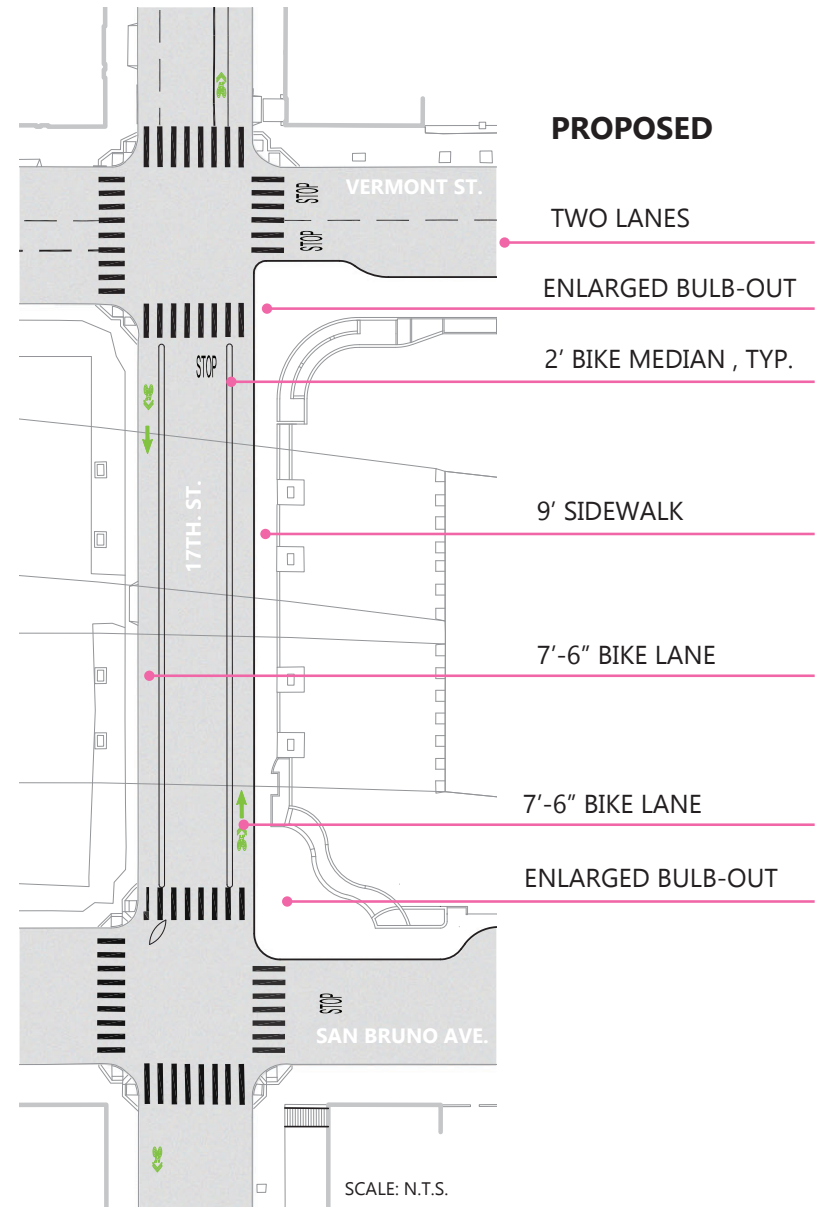 PROPOSED
VERMONT ST.
STOP
STOP
TWO LANES
ENLARGED BULB-OUT
2’ BIKE MEDIAN , TYP.
STOP
17TH. ST.
9’ SIDEWALK
7’-6” BIKE LANE
7’-6” BIKE LANE
ENLARGED BULB-OUT
STOP
SAN BRUNO AVE.
SCALE: N.T.S.